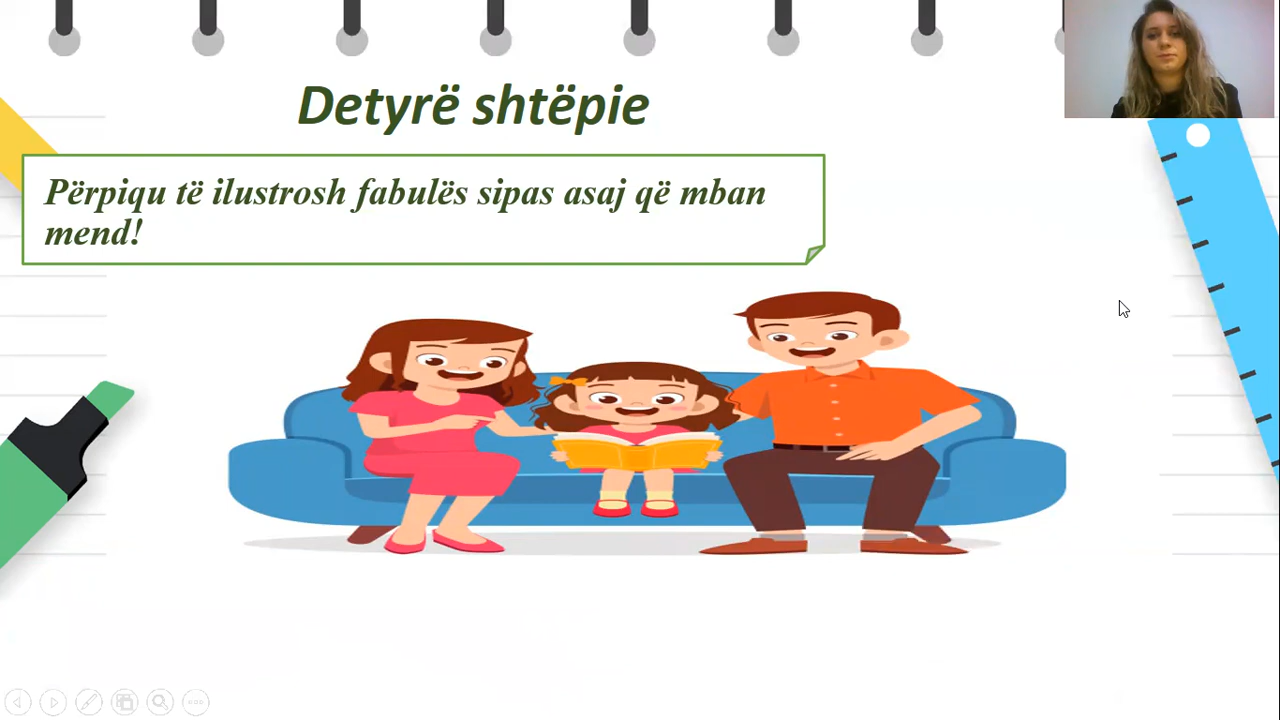 Detyrë shtëpie
Përpiqu të ilustrosh fabulës sipas asaj që mban
mend!